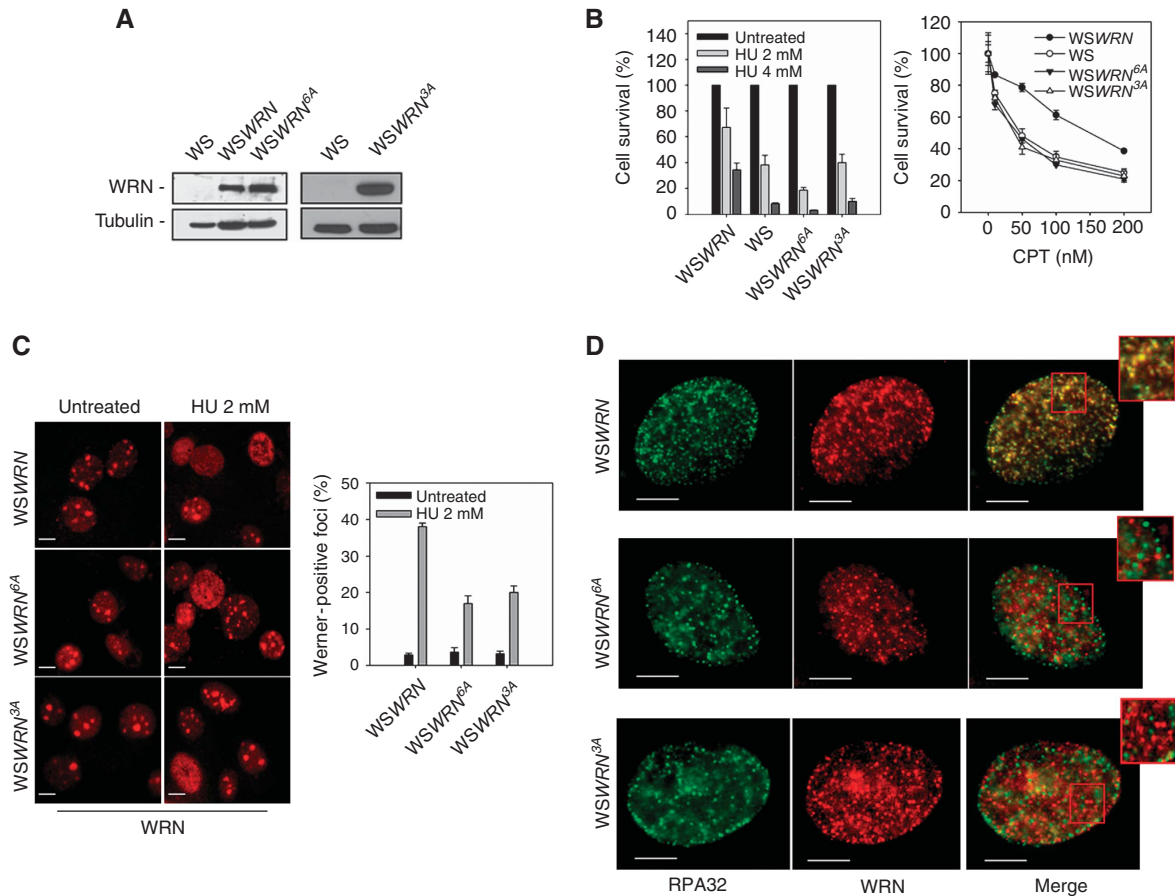 A
WS
WSWRN
WSWRN6A
WS
WSWRN3A
WRN -
Tubulin -
B
Cell survival (%)
140
120
100
80
60
40
20
0
Untreated
HU 2 mM
HU 4 mM
WSWRN
WS
WSWRN6A
WSWRN3A
Cell survival (%)
120
100
80
60
40
20
0
WSWRN
WS
WSWRN6A
WSWRN3A
0 50 100 150 200
CPT (nM)
C
Untreated HU 2 mM
WSWRN
WSWRN6A
WSWRN3A
WRN
Werner-positive foci (%)
50
40
30
20
10
0
Untreated
HU 2 mM
WSWRN
WSWRN6A
WSWRN3A
D
WSWRN
WSWRN6A
WSWRN3A
RPA32 WRN Merge